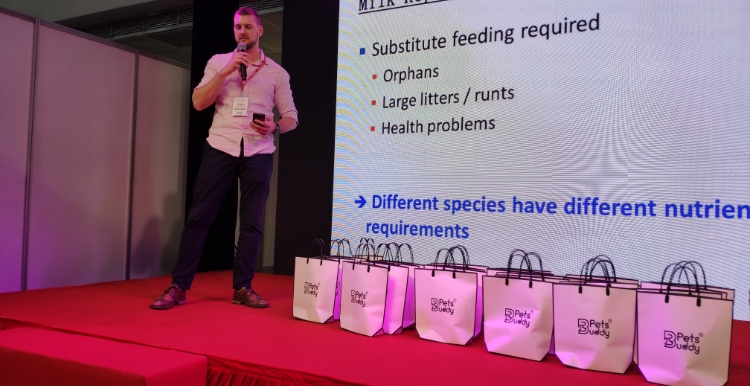 Substitute feeding required
Orphans
Large litters / runts
Health problems
→ Different species have different nutrien
requirements
Pets®
Buddy
Pets®
Buddy
Pets®
Buddy
Pets®
Buddy
Pets®
Buddy
Pets®
Buddy